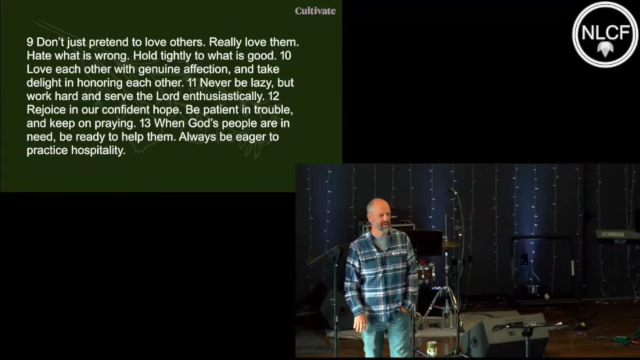 Cultivate
NLCF
9 Don't just pretend to love others. Really love them.
Hate what is wrong. Hold tightly to what is good. 10
Love each other with genuine affection, and take
delight in honoring each other. 11 Never be lazy, but
work hard and serve the Lord enthusiastically. 12
Rejoice in our confident hope. Be patient in trouble,
and keep on praying. 13 When God's people are in
need, be ready to help them. Always be eager to
practice hospitality.